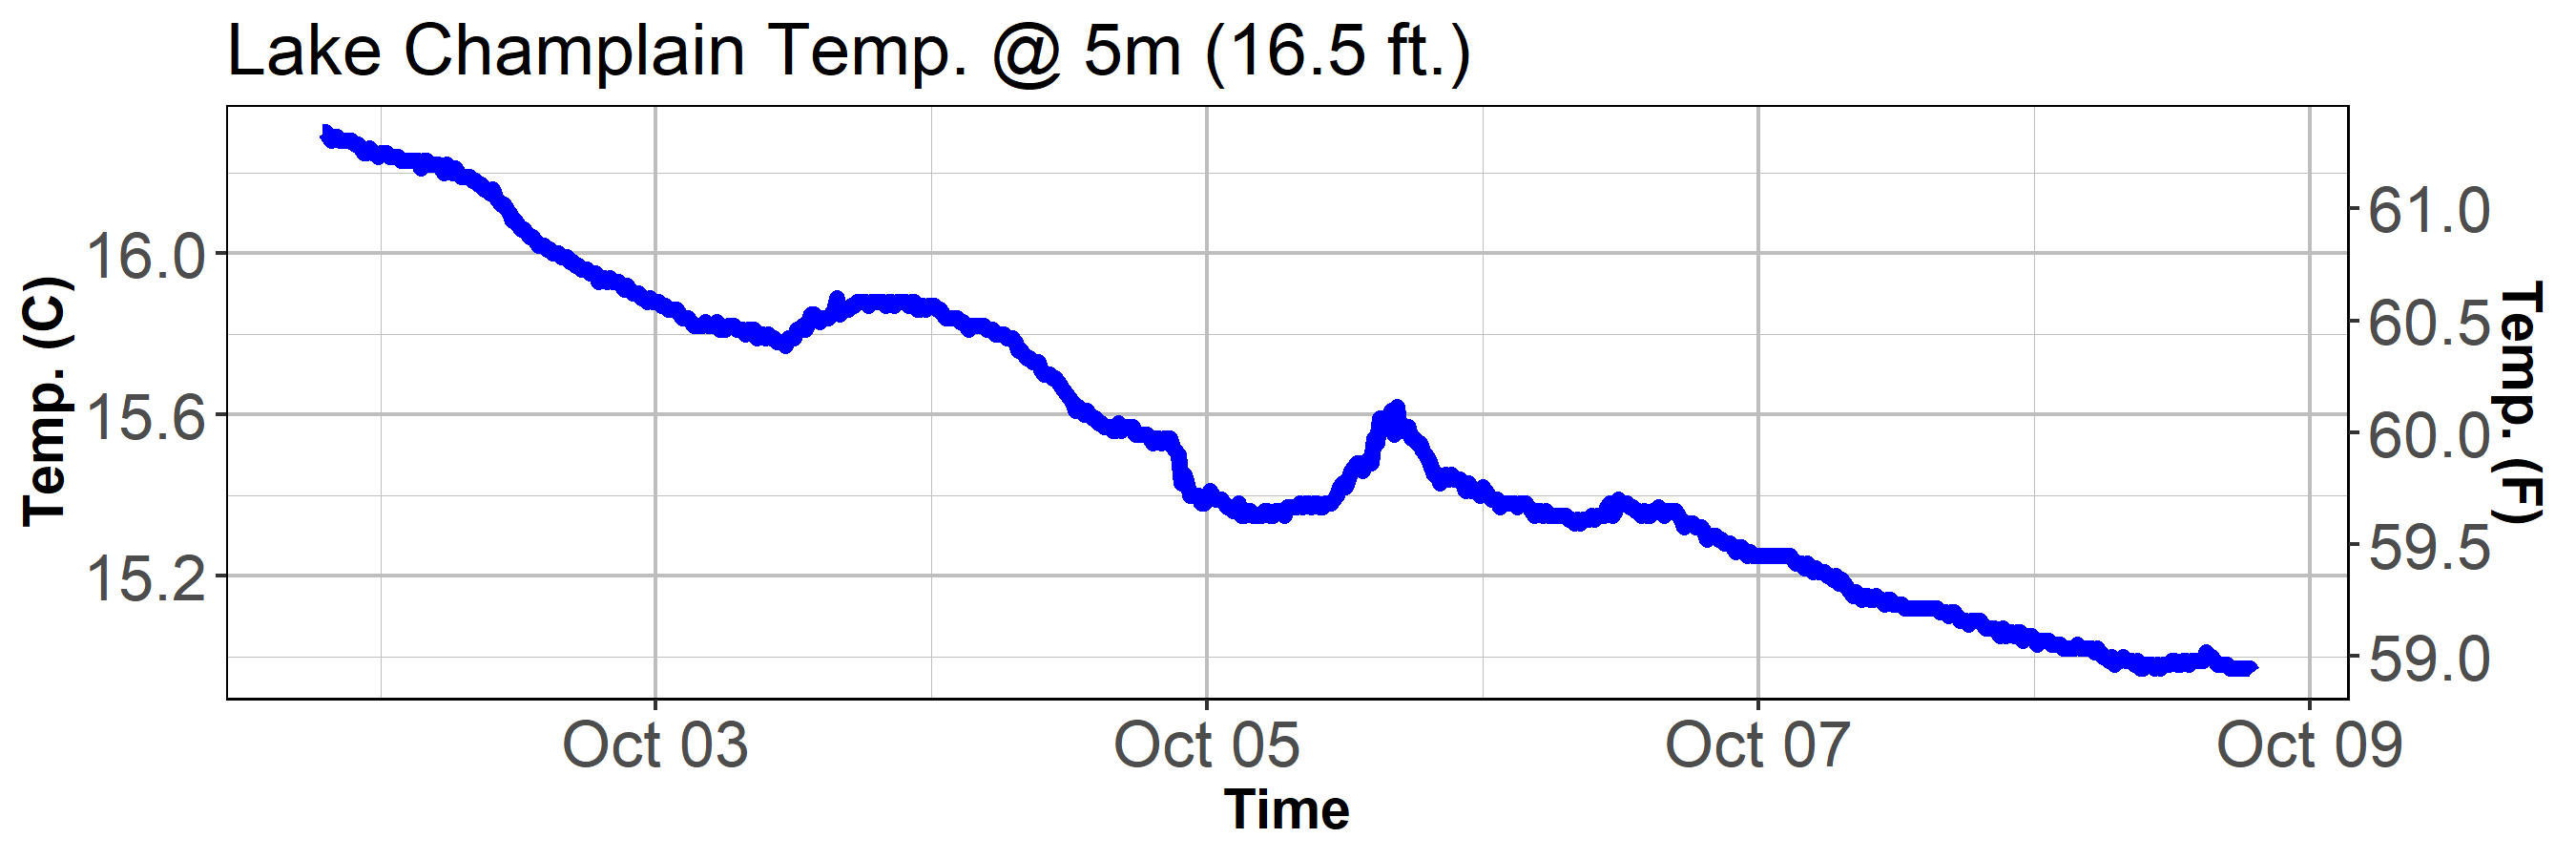 Lake Champlain Temp. @ 5m (16.5 ft.)
Temp. (C)
16.0
15.6
15.2
61.0
60.5
60.0
59.5
59.0
Temp. (F)
Oct 03 Oct 05 Oct 07 Oct 09
Time